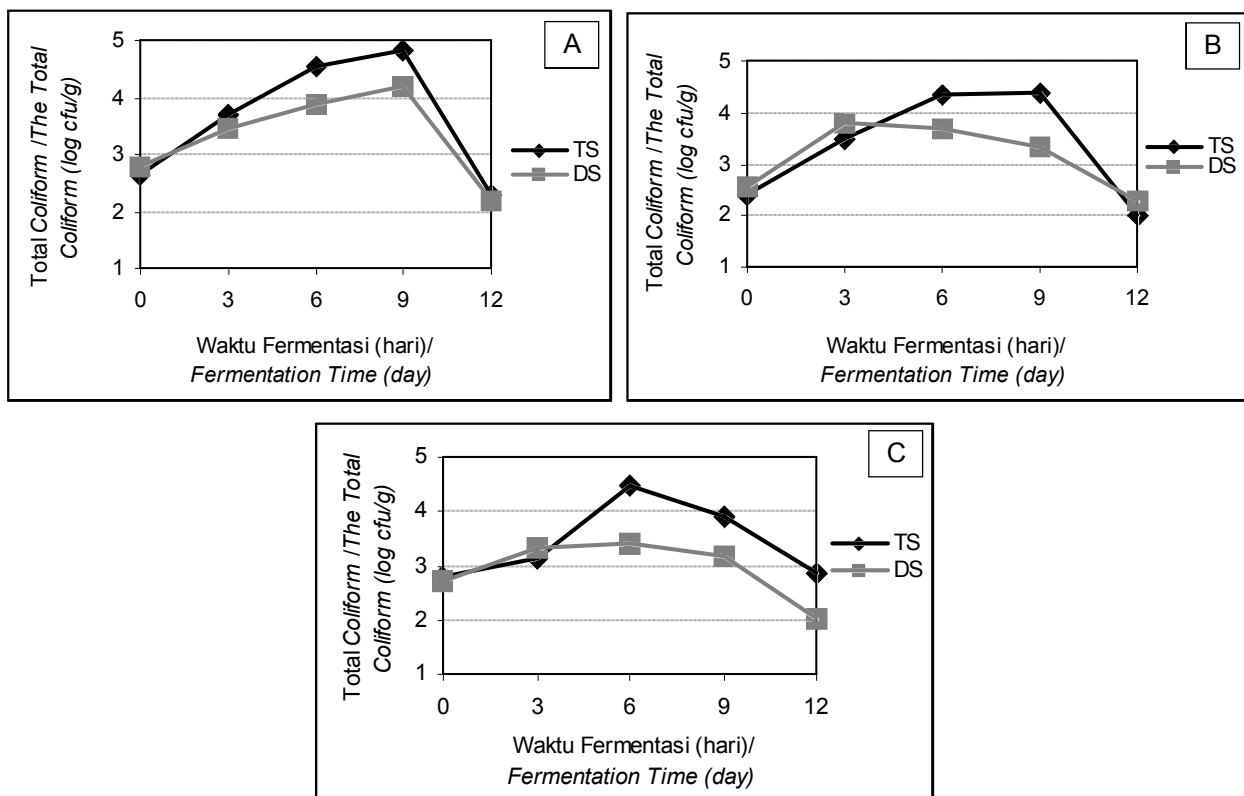 A
Total Coliform /The Total
Coliform (log cfu/g)
5
4
3
2
1
0 3 6 9 12
TS
DS
Waktu Fermentasi (hari)/
Fermentation Time (day)
B
Total Coliform /The Total
Coliform (log cfu/g)
5
4
3
2
1
0 3 6 9 12
TS
DS
Waktu Fermentasi (hari)/
Fermentation Time (day)
C
Total Coliform /The Total
Coliform (log cfu/g)
5
4
3
2
1
0 3 6 9 12
TS
DS
Waktu Fermentasi (hari)/
Fermentation Time (day)